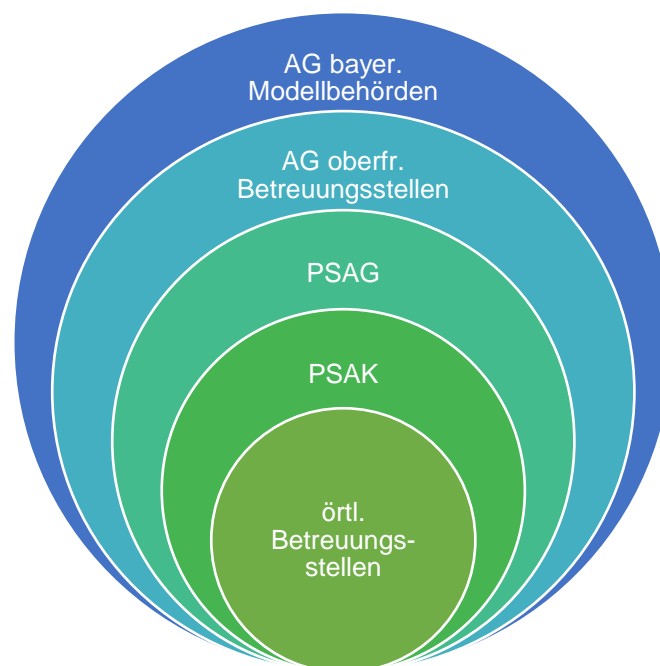 AG bayer.
Modellbehörden
AG oberfr.
Betreuungsstellen
PSAG
PSAK
örtl.
Betreuungs-
stellen